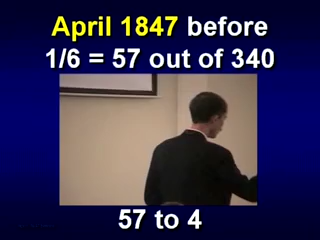 April 1847 before
1/6 = 57 out of 340
57 to 4